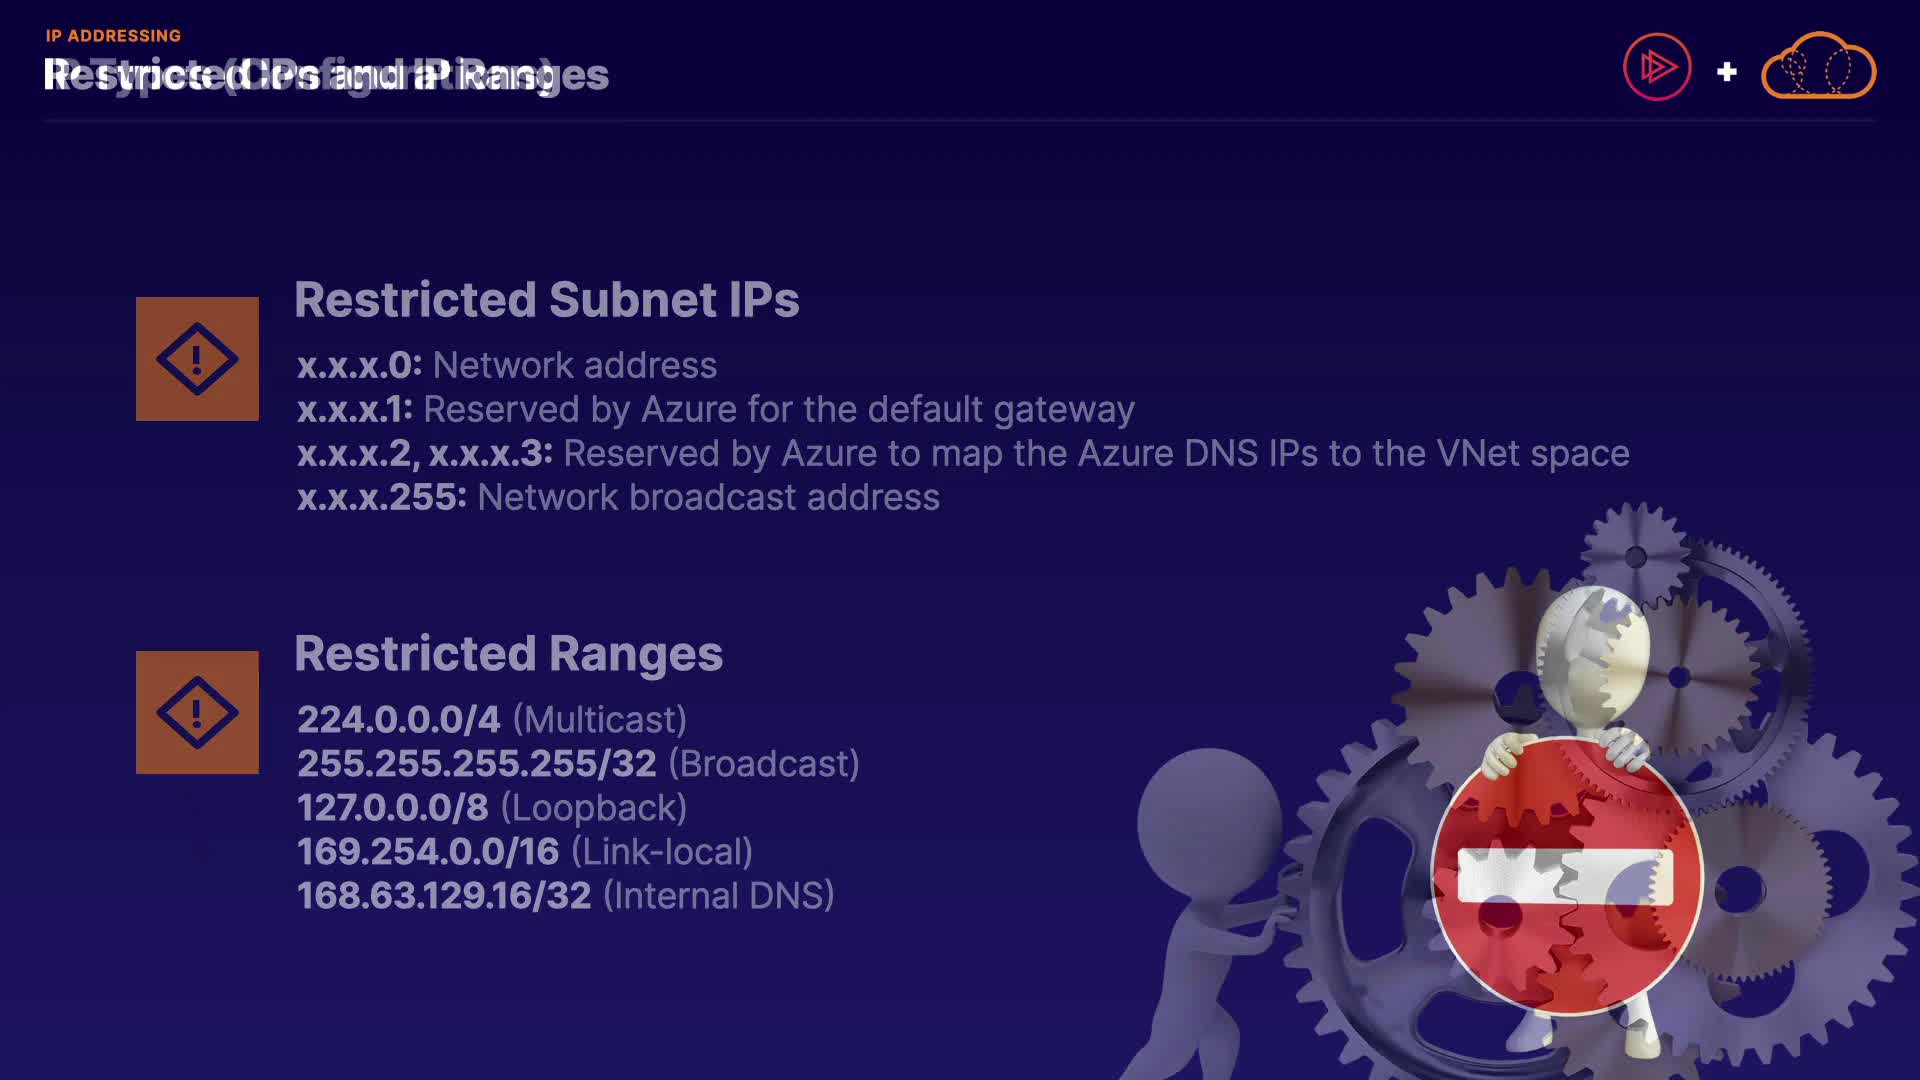 IP ADDRESSING
Restricted IPs and IP Ranges
Restricted Subnet IPs
x.x.x.0: Network address
x.x.x.1: Reserved by Azure for the default gateway
x.x.x.2, x.x.x.3: Reserved by Azure to map the Azure DNS IPs to the VNet space
x.x.x.255: Network broadcast address
Restricted Ranges
224.0.0.0/4 (Multicast)
255.255.255.255/32 (Broadcast)
127.0.0.0/8 (Loopback)
169.254.0.0/16 (Link-local)
168.63.129.16/32 (Internal DNS)